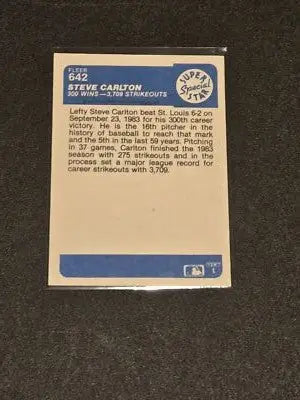 FLEER
642
STEVE CARLTON
300 WINS—3,709 STRIKEOUTS
SUPER
Special
STAR
Lefty Steve Carlton beat St. Louis 6-2 on
September 23, 1983 for his 300th career
victory. He is the 16th pitcher in the
history of baseball to reach that mark
and the 5th in the last 59 years. Pitching
in 37 games, Carlton finished the 1983
season with 275 strikeouts and in the
process set a major league record for
career strikeouts with 3,709.